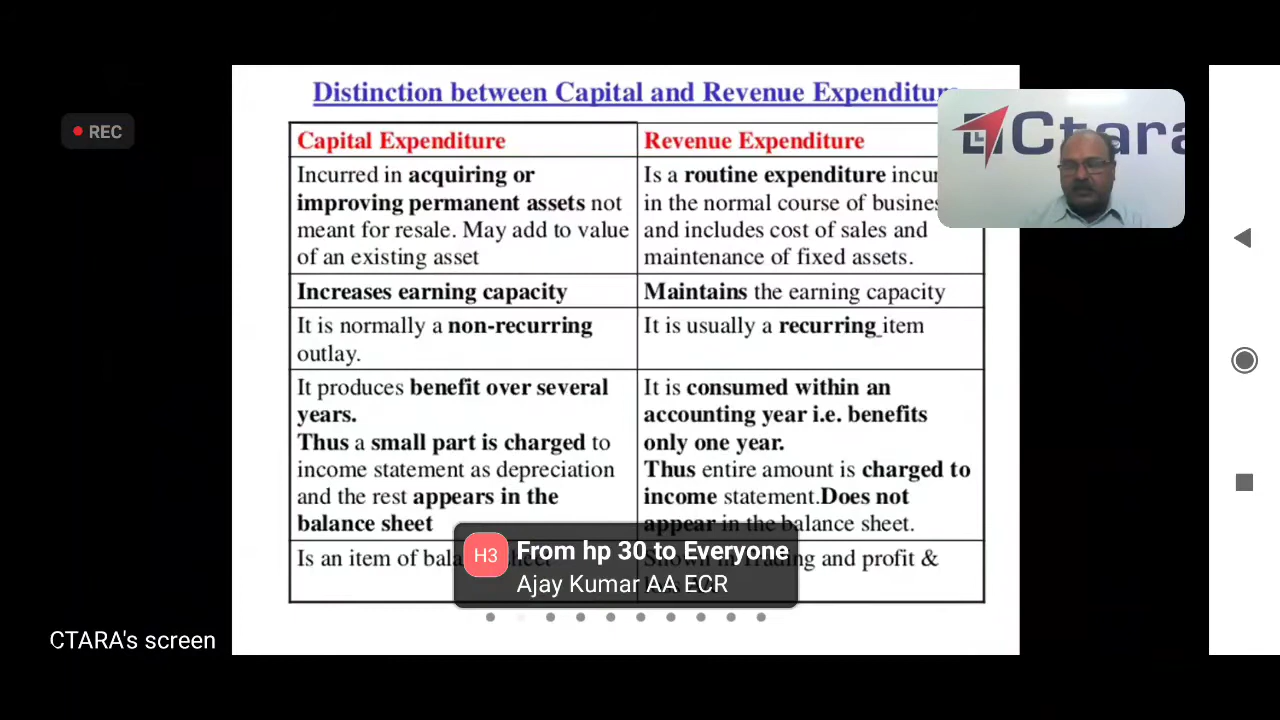 Distinction between Capital and Revenue Expenditure
REC
Ctara
Capital Expenditure
Incurred in acquiring or
improving permanent assets not
meant for resale. May add to value
of an existing asset
Revenue Expenditure
Is a routine expenditure incur
in the normal course of busine
and includes cost of sales and
maintenance of fixed assets.
Increases earning capacity
Maintains the earning capacity
It is normally a non-recurring
outlay.
It is usually a recurring item
It produces benefit over several
years.
Thus a small part is charged to
income statement as depreciation
and the rest appears in the
balance sheet
It is consumed within an
accounting year i.e. benefits
only one year.
Thus entire amount is charged to
income statement.Does not
appear in the balance sheet.
Is an item of balance sheet
Shown in Trading and profit &
H3
From hp 30 to Everyone
Ajay Kumar AA ECR
CTARA's screen